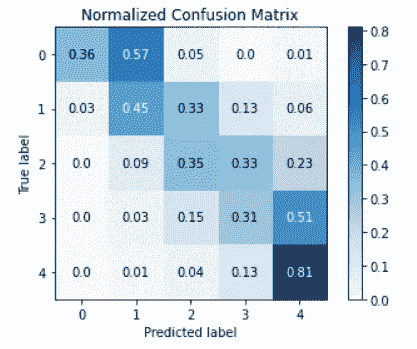 Normalized Confusion Matrix
0 0.36 0.57 0.05 0.0 0.01
1 0.03 0.45 0.33 0.13 0.06
2 0.0 0.09 0.35 0.33 0.23
3 0.0 0.03 0.15 0.31 0.51
4 0.0 0.01 0.04 0.13 0.81
0 1 2 3 4
True label
Predicted label
0.8
0.7
0.6
0.5
0.4
0.3
0.2
0.1
0.0